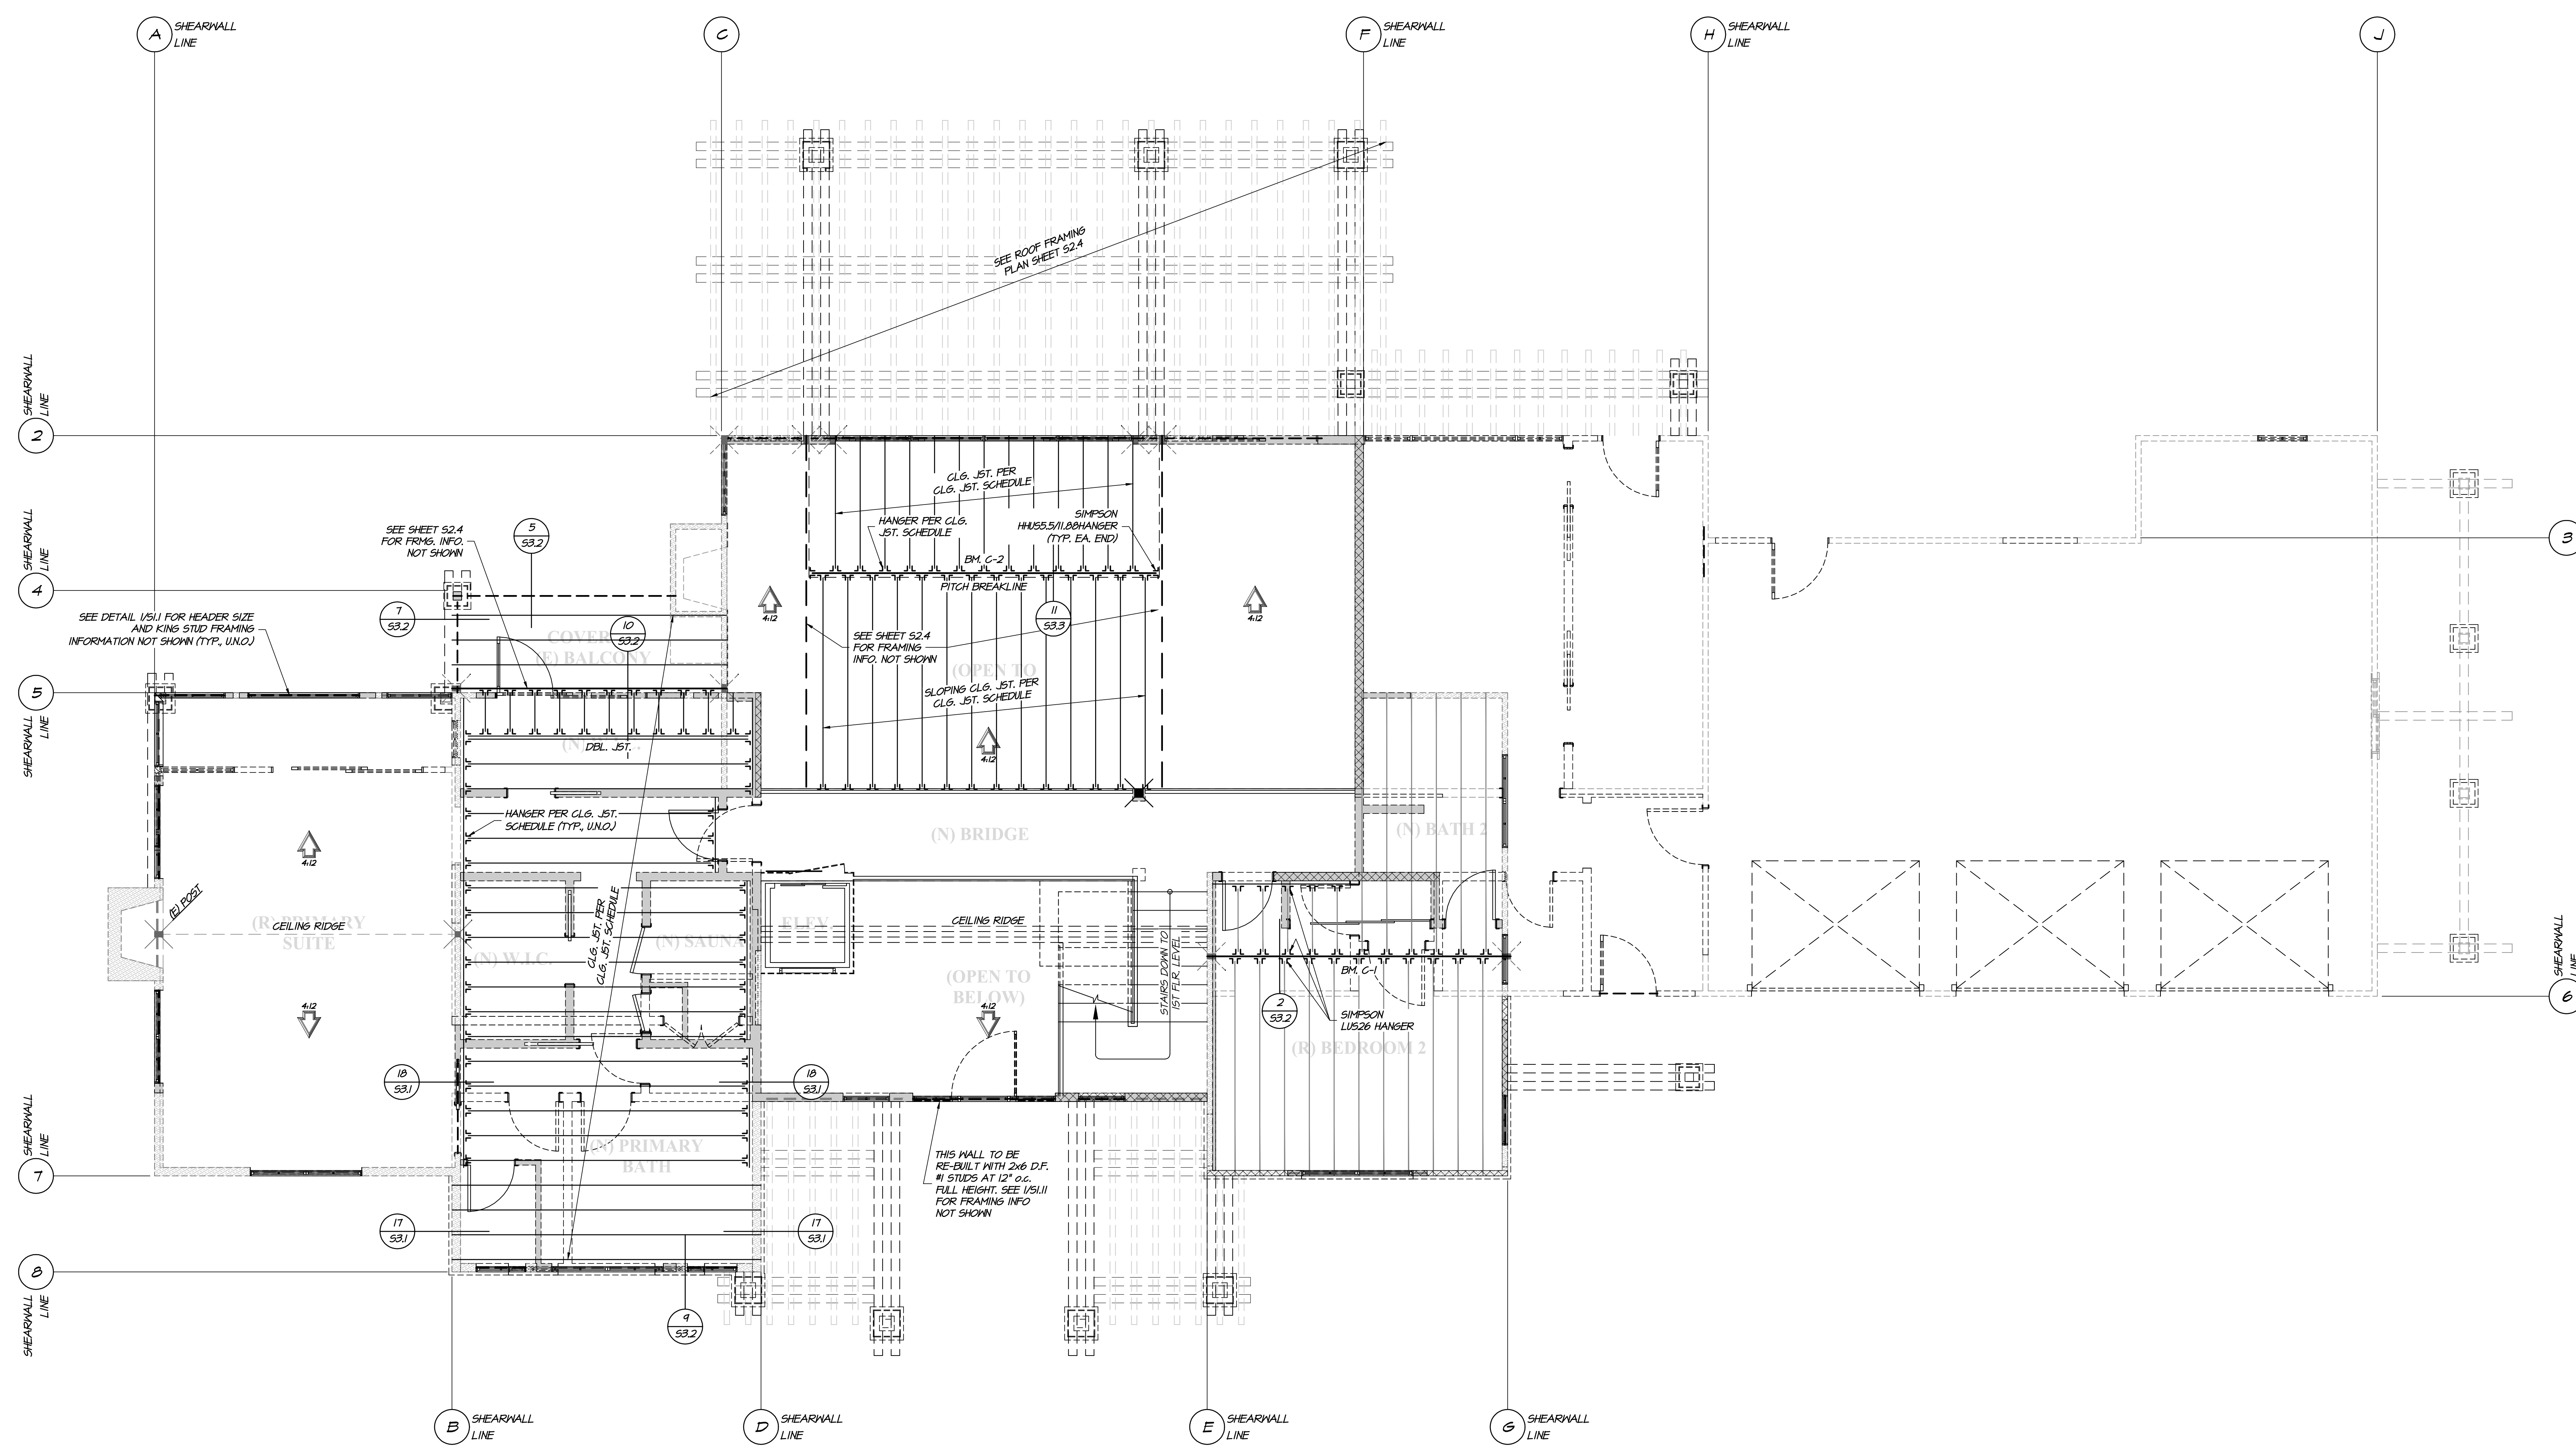 A
SHEARWALL
LINE
C
F
SHEARWALL
LINE
H
SHEARWALL
LINE
J
SEE ROOF FRAMING
PLAN SHEET S2.4
SHEARWALL
LINE
2
SHEARWALL
LINE
4
SHEARWALL
LINE
5
3
CLG. JST. PER
CLG. JST. SCHEDULE
HANGER PER CLG.
JST. SCHEDULE
SIMPSON
HHUS5.5/11.88HANGER
(TYP. EA. END)
BM. C-2
PITCH BREAKLINE
SEE SHEET S2.4
FOR FRMG. INFO.
NOT SHOWN
5
S3.2
7
S3.2
10
S3.2
11
S3.3
SEE DETAIL 1/S1.1 FOR HEADER SIZE
AND KING STUD FRAMING
INFORMATION NOT SHOWN (TYP., U.N.O.)
(E) BALCONY
4:12
4:12
SEE SHEET S2.4
FOR FRAMING
INFO. NOT SHOWN
(OPEN TO
SLOPING CLG. JST. PER
CLG. JST. SCHEDULE
4:12
DBL. JST.
HANGER PER CLG. JST.
SCHEDULE (TYP., U.N.O.)
(N) BRIDGE
(N) BATH 2
4:12
(E) POST
(R) PRIMARY
SUITE
CEILING RIDGE
CLG. JST. PER
CLG. JST. SCHEDULE
(N) SAUNA
(N) W.I.C.
ELEV.
CEILING RIDGE
(OPEN TO
BELOW)
STAIRS DOWN TO
1ST FLR. LEVEL
BM. C-1
2
S3.2
SIMPSON
LUS26 HANGER
(R) BEDROOM 2
4:12
4:12
18
S3.1
18
S3.1
(N) PRIMARY
BATH
THIS WALL TO BE
RE-BUILT WITH 2x6 D.F.
#1 STUDS AT 12" o.c.
FULL HEIGHT. SEE 1/S1.11
FOR FRAMING INFO
NOT SHOWN
17
S3.1
17
S3.1
9
S3.2
SHEARWALL
LINE
6
SHEARWALL
LINE
7
8
SHEARWALL
LINE
B
SHEARWALL
LINE
D
SHEARWALL
LINE
E
SHEARWALL
LINE
G
SHEARWALL
LINE